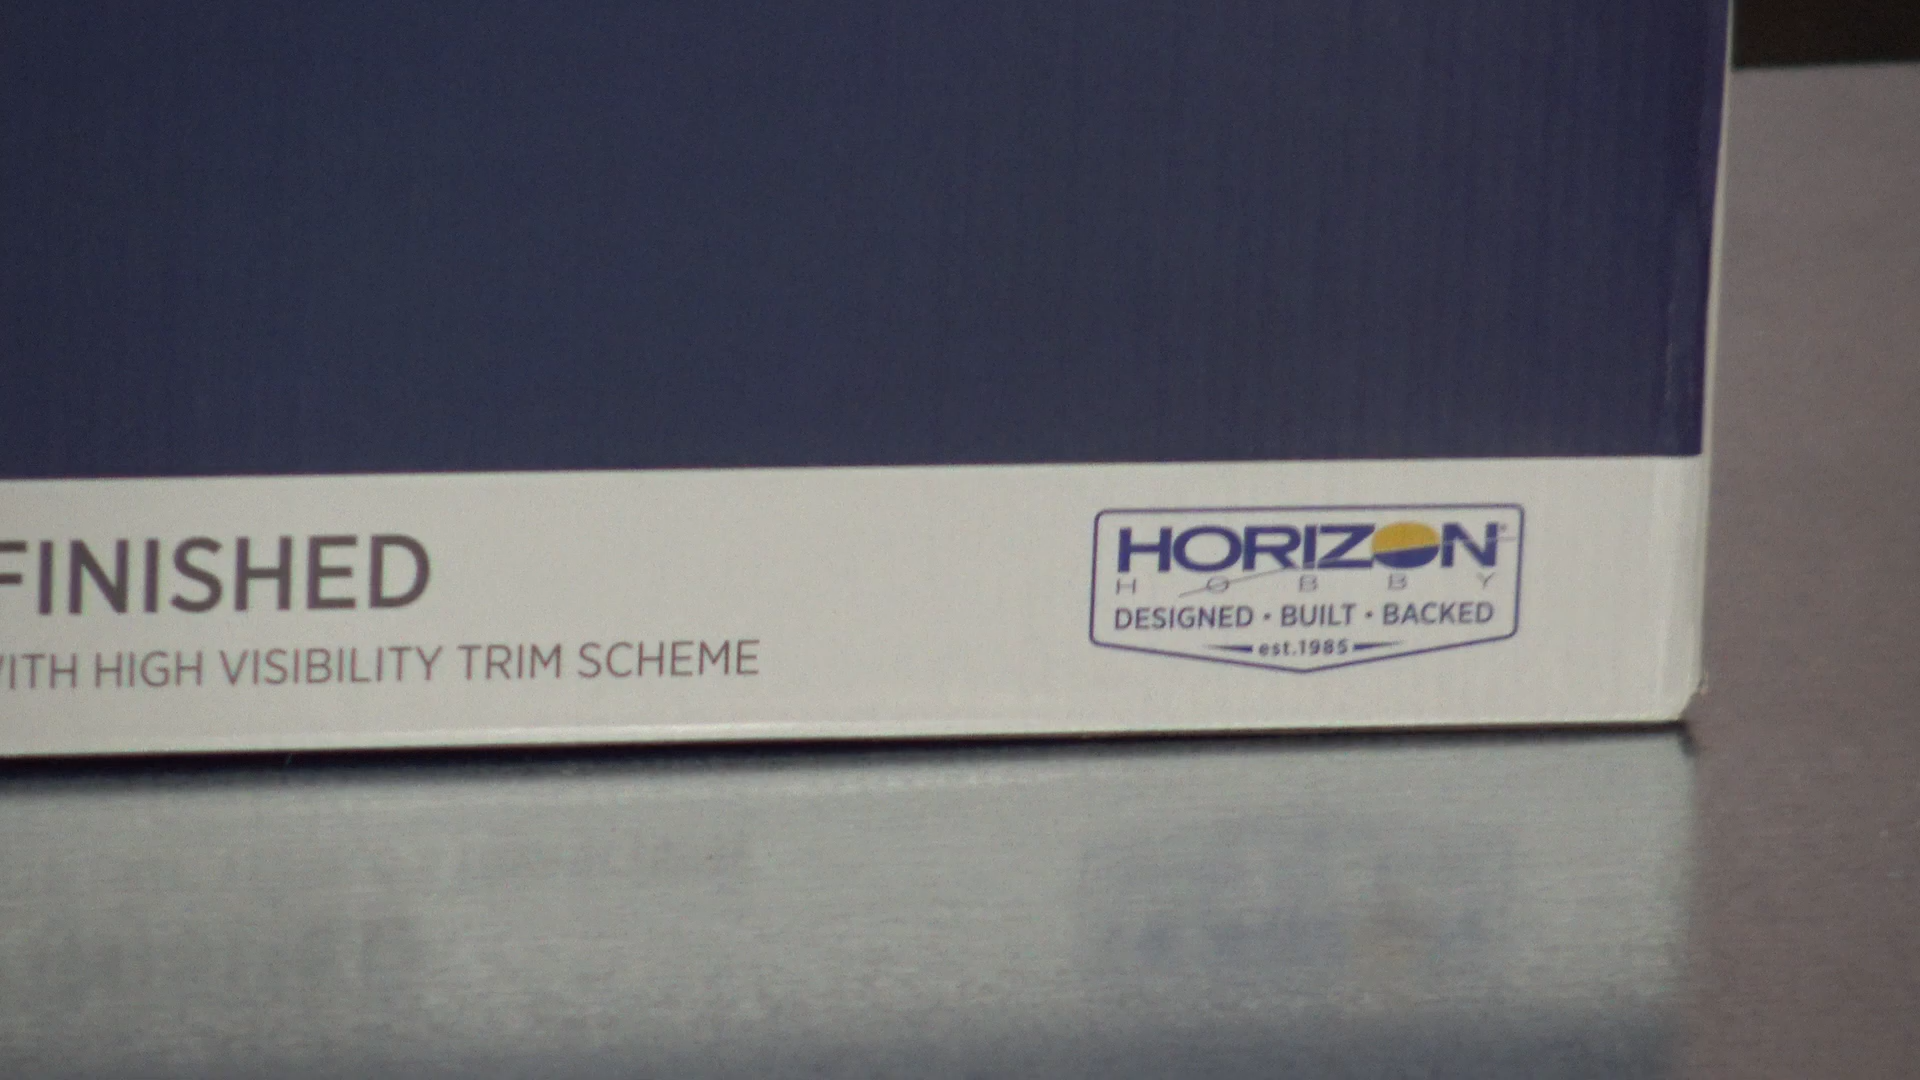 FINISHED
WITH HIGH VISIBILITY TRIM SCHEME
HORIZON®
HOBBY
DESIGNED · BUILT · BACKED
est.1985